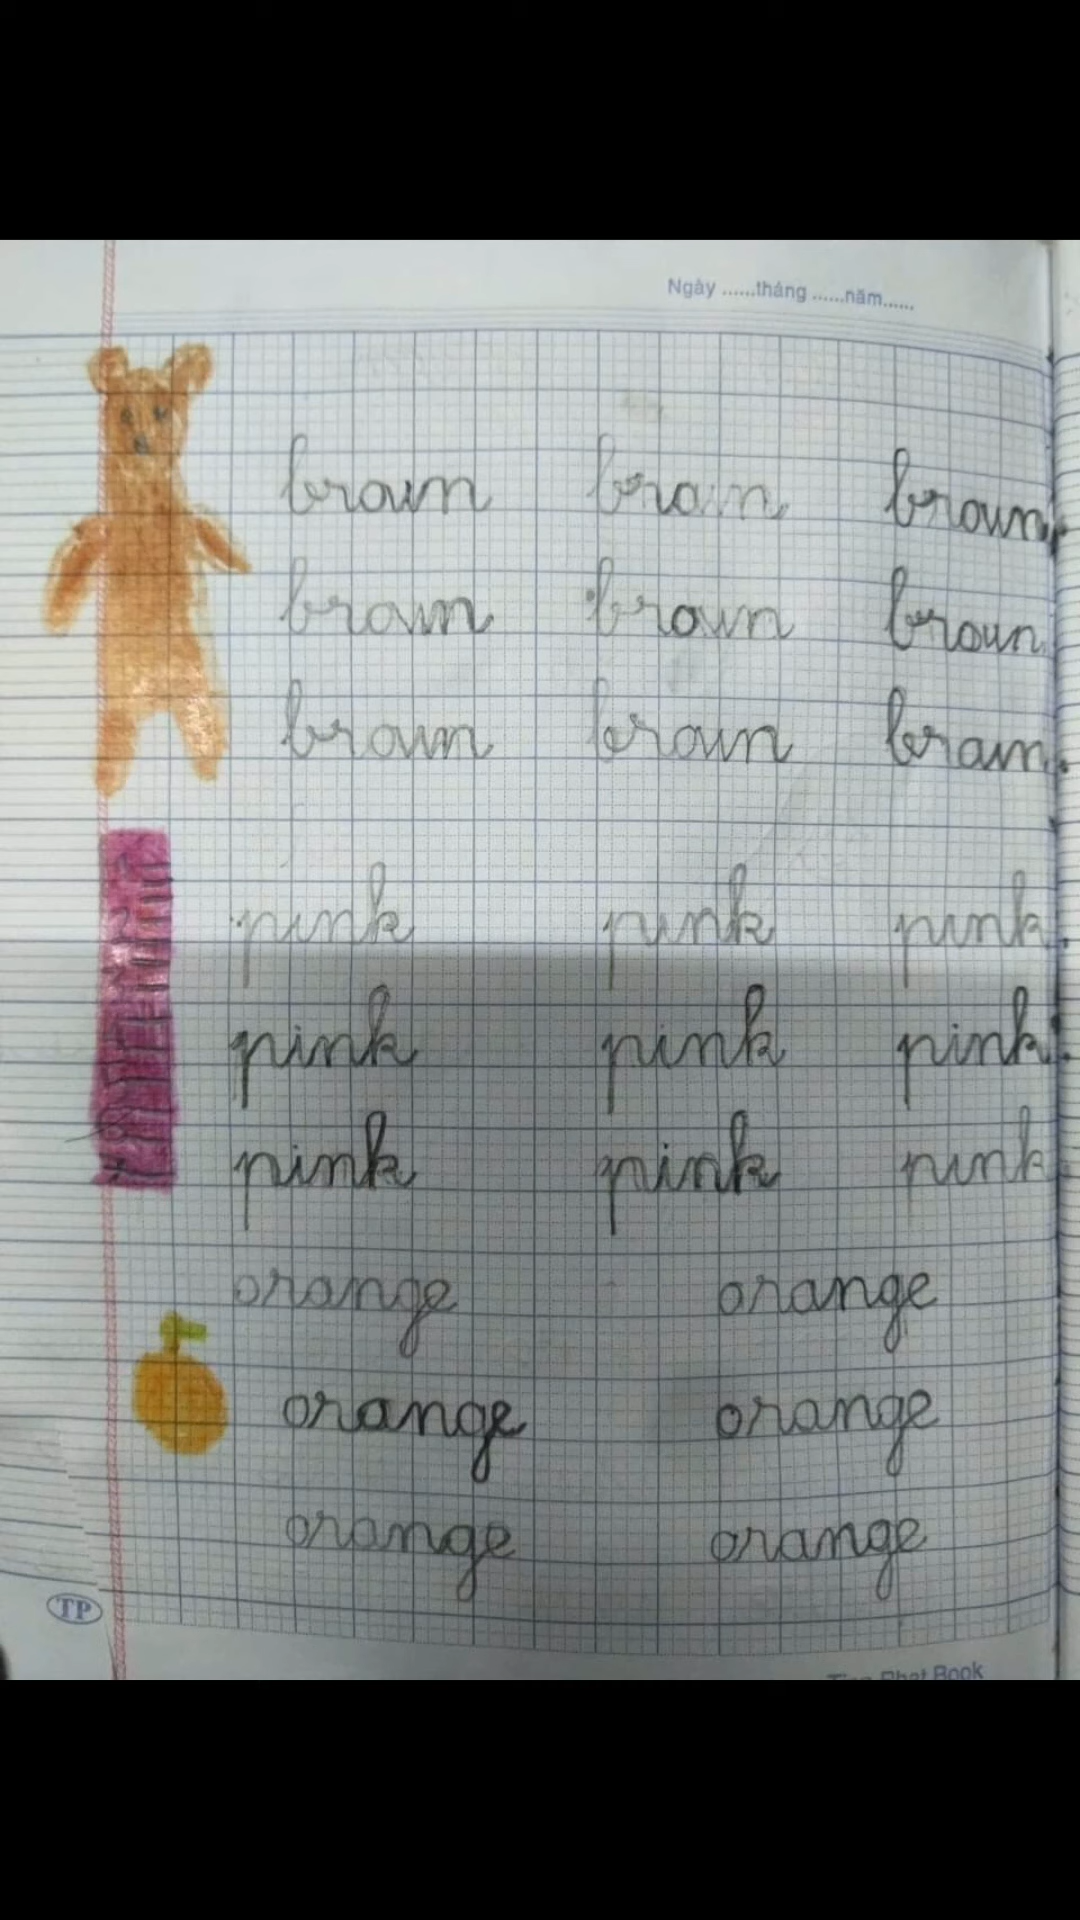 Ngày ......tháng ......năm......
brown brown brown
brown brown brown
brown brown brown
pink pink pink
pink pink pink
pink pink pink
orange orange
orange orange
orange orange
TP
Book